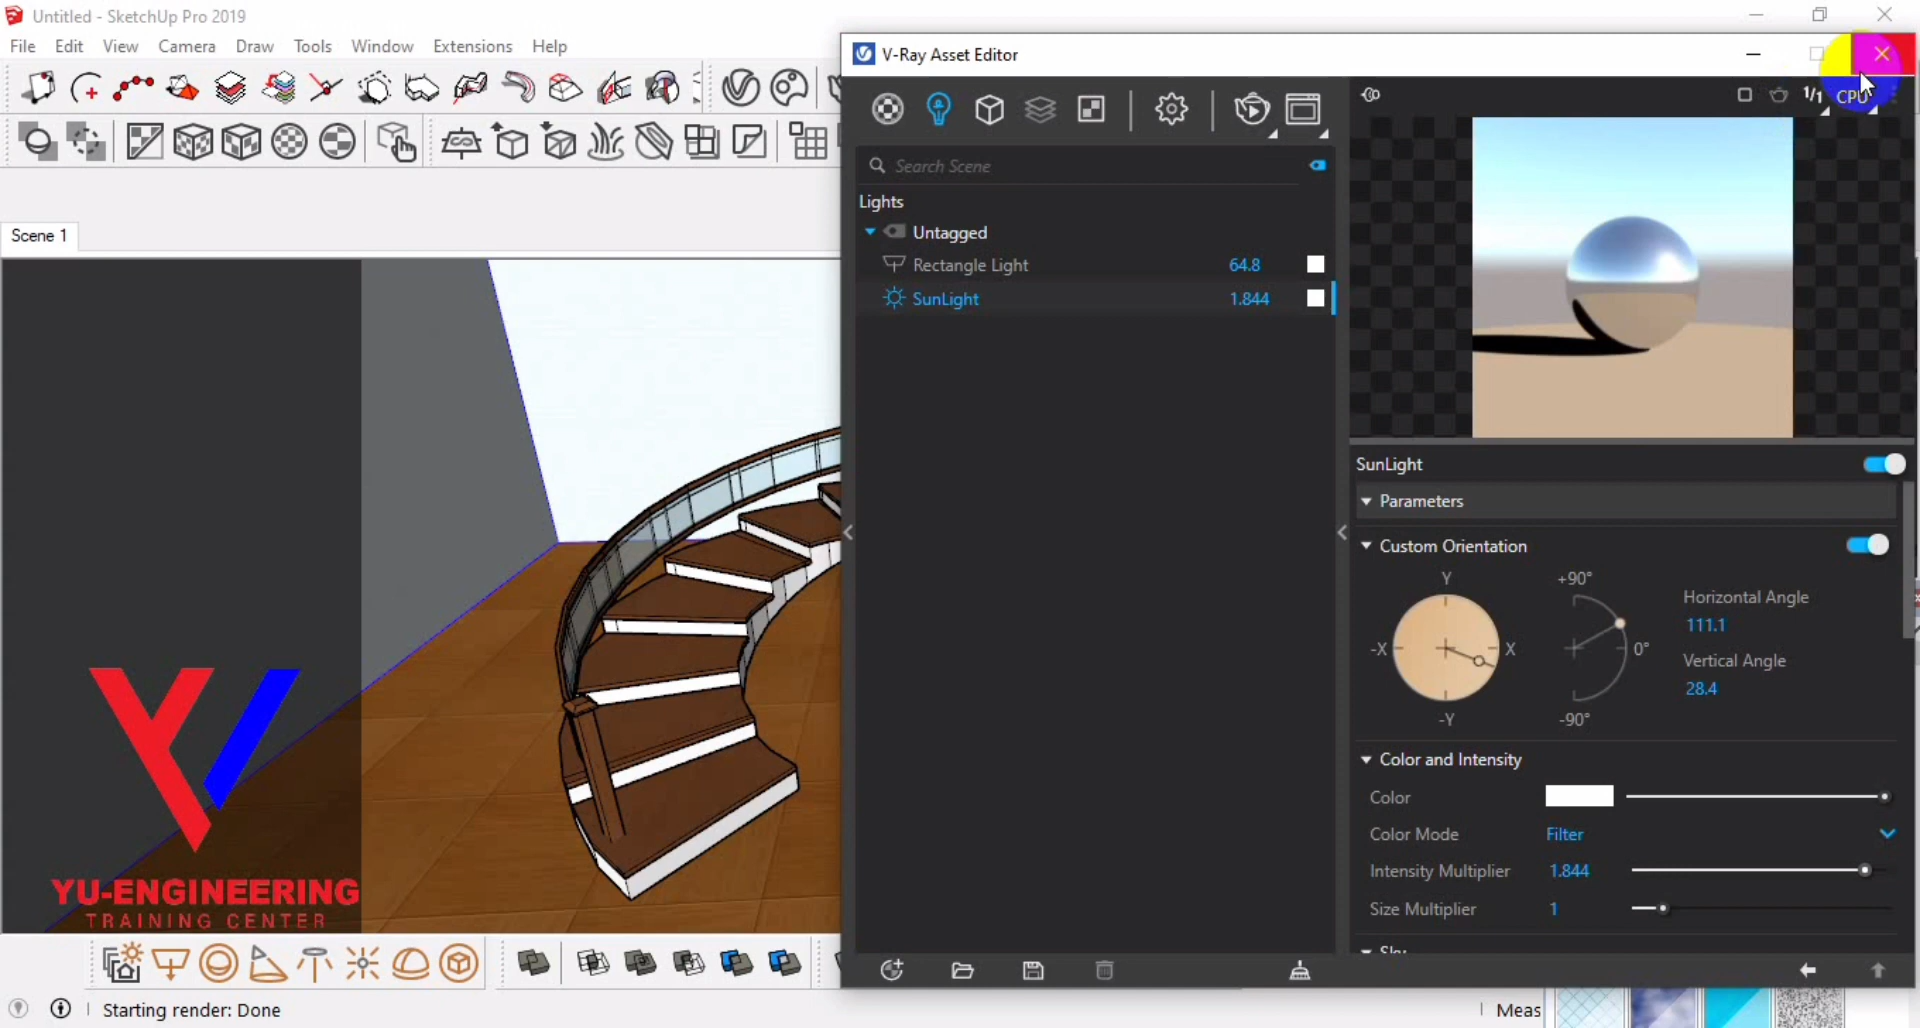 Untitled - SketchUp Pro 2019
File Edit View Camera Draw Tools Window Extensions Help
Scene 1
V-Ray Asset Editor
1/1 CPU
Search Scene
Lights
Untagged
Rectangle Light 64.8
SunLight 1.844
SunLight
Parameters
Custom Orientation
Y
-X X
-Y
+90°
0°
-90°
Horizontal Angle
111.1
Vertical Angle
28.4
Color and Intensity
Color
Color Mode Filter
Intensity Multiplier 1.844
Size Multiplier 1
Sky
YU-ENGINEERING
TRAINING CENTER
Starting render: Done
Meas